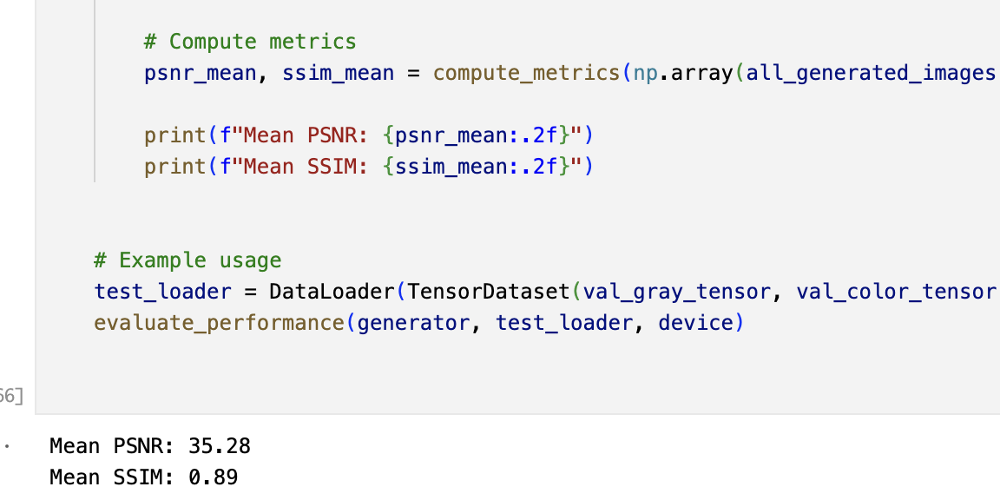 # Compute metrics
psnr_mean, ssim_mean = compute_metrics(np.array(all_generated_images
print(f"Mean PSNR: {psnr_mean:.2f}")
print(f"Mean SSIM: {ssim_mean:.2f}")
# Example usage
test_loader = DataLoader(TensorDataset(val_gray_tensor, val_color_tensor
evaluate_performance(generator, test_loader, device)
66]
Mean PSNR: 35.28
Mean SSIM: 0.89